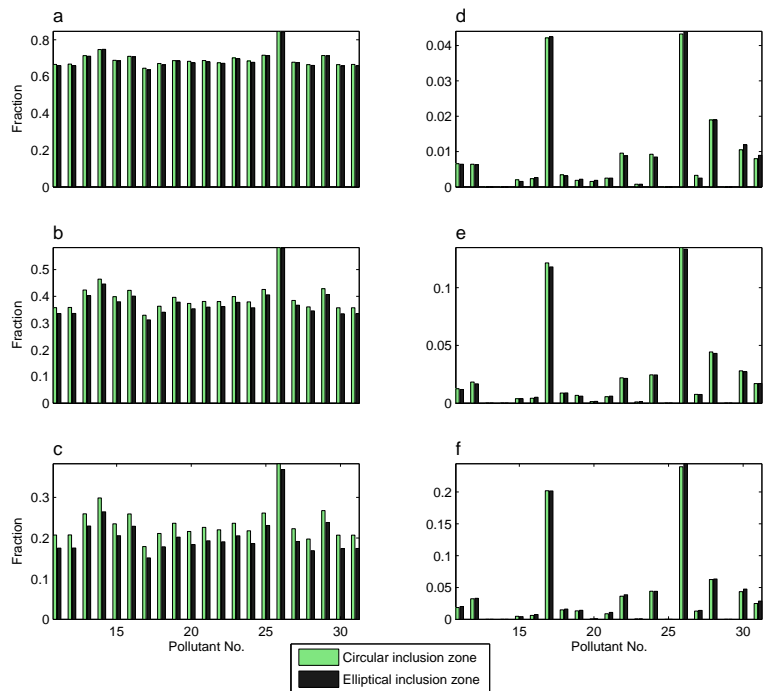 a
0.8
0.6
0.4
0.2
0
Fraction
d
0.04
0.03
0.02
0.01
0
b
0.5
0.4
0.3
0.2
0.1
0
Fraction
e
0.1
0.05
0
c
0.3
0.2
0.1
0
Fraction
15 20 25 30
Pollutant No.
f
0.2
0.15
0.1
0.05
0
15 20 25 30
Pollutant No.
Circular inclusion zone
Elliptical inclusion zone